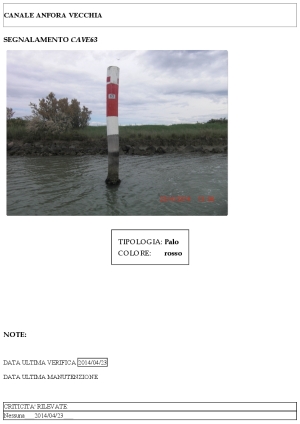 CANALE ANFORA VECCHIA
SEGNALAMENTO CAVE63
TIPOLOGIA: Palo
COLORE: rosso
NOTE:
DATA ULTIMA VERIFICA 2014/04/23
DATA ULTIMA MANUTENZIONE
CRITICITA' RILEVATE
Nessuna 2014/04/23